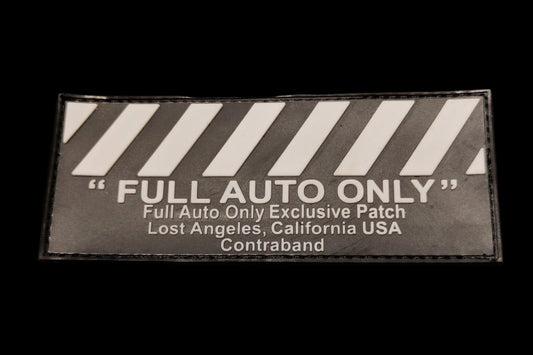 “ FULL AUTO ONLY”
Full Auto Only Exclusive Patch
Lost Angeles, California USA
Contraband